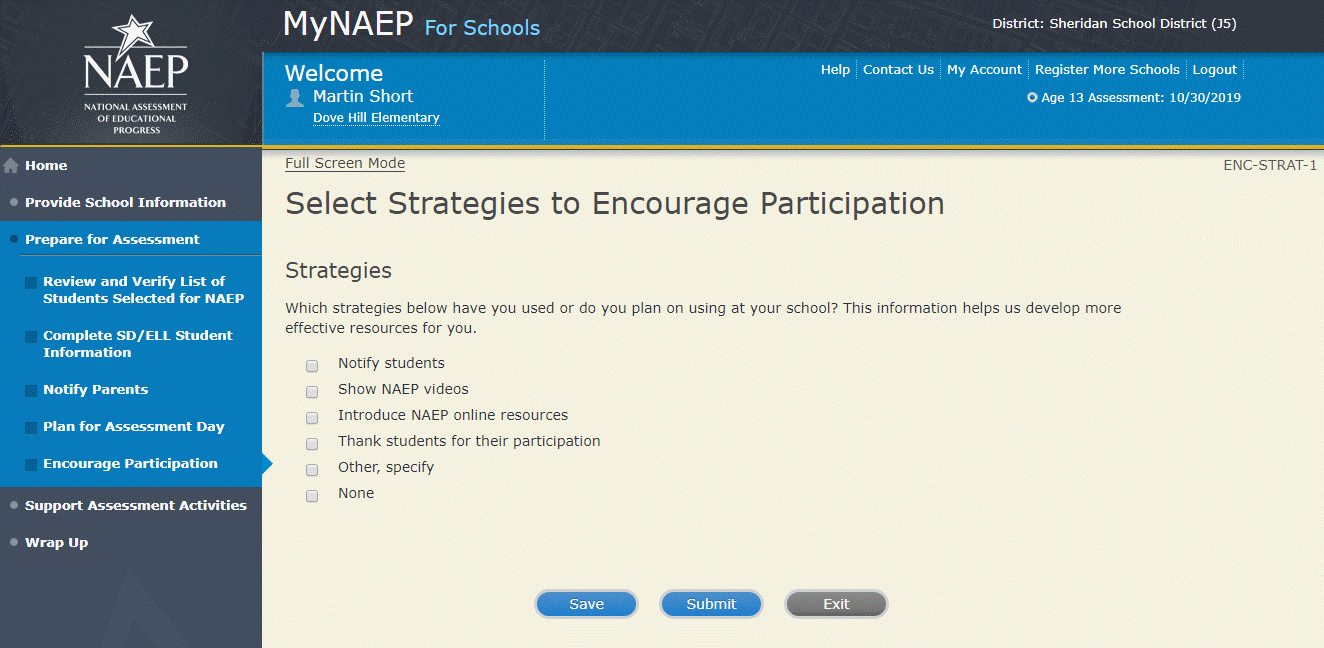 NAEP
NATIONAL ASSESSMENT
OF EDUCATIONAL
PROGRESS
MyNAEP For Schools
District: Sheridan School District (J5)
Welcome
Martin Short
Dove Hill Elementary
Help Contact Us My Account Register More Schools Logout
Age 13 Assessment: 10/30/2019
Home
Provide School Information
Prepare for Assessment
Review and Verify List of
Students Selected for NAEP
Complete SD/ELL Student
Information
Notify Parents
Plan for Assessment Day
Encourage Participation
Support Assessment Activities
Wrap Up
Full Screen Mode
ENC-STRAT-1
Select Strategies to Encourage Participation
Strategies
Which strategies below have you used or do you plan on using at your school? This information helps us develop more
effective resources for you.
Notify students
Show NAEP videos
Introduce NAEP online resources
Thank students for their participation
Other, specify
None
Save Submit Exit